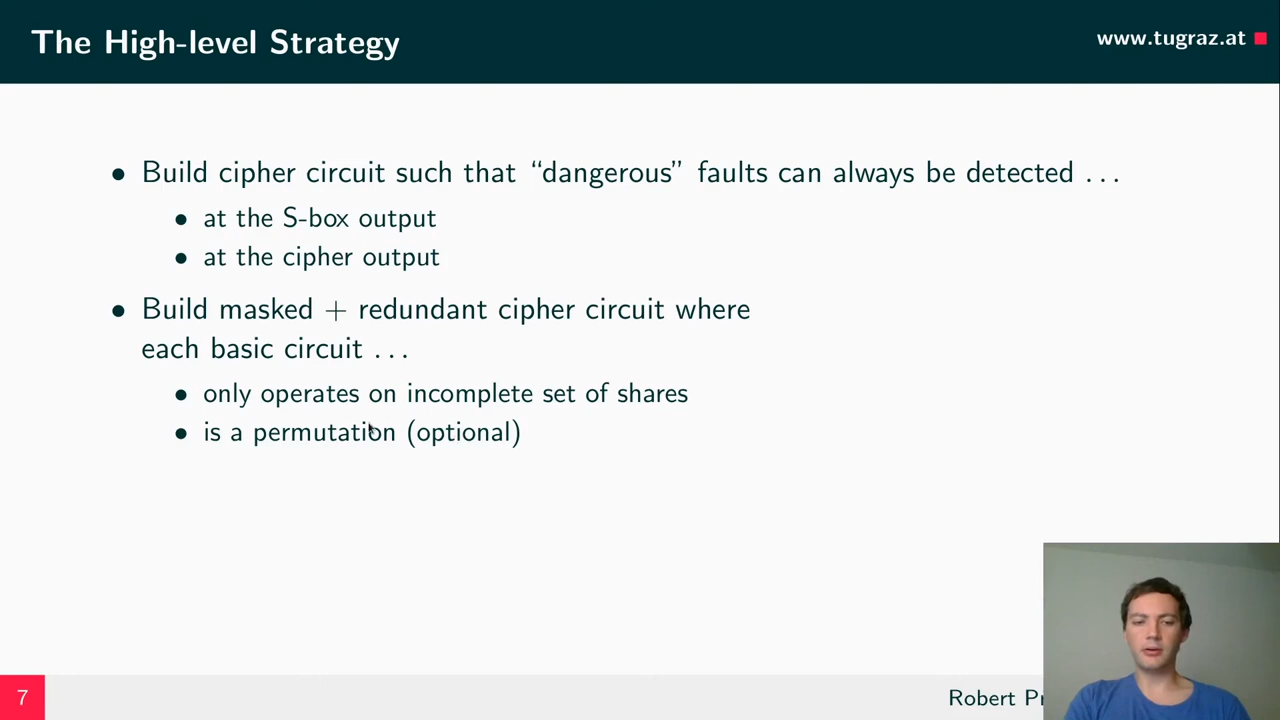 The High-level Strategy
www.tugraz.at
• Build cipher circuit such that “dangerous” faults can always be detected . . .
• at the S-box output
• at the cipher output
• Build masked + redundant cipher circuit where
each basic circuit . . .
• only operates on incomplete set of shares
• is a permutation (optional)
7
Robert